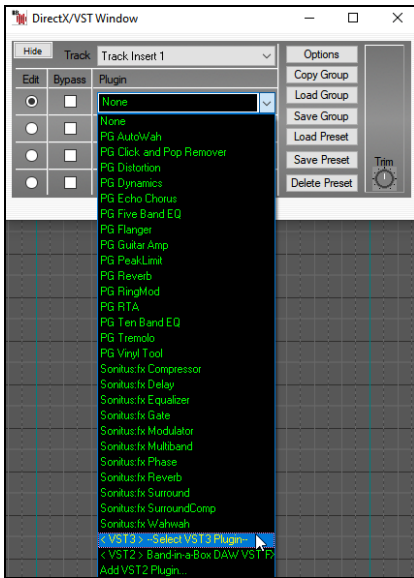 DirectX/VST Window
Hide Track Track Insert 1 Options
Edit Bypass Plugin Copy Group
None Load Group
Save Group
Load Preset
Save Preset Trim
Delete Preset
None
PG AutoWah
PG Click and Pop Remover
PG Distortion
PG Dynamics
PG Echo Chorus
PG Five Band EQ
PG Flanger
PG Guitar Amp
PG PeakLimit
PG Reverb
PG RingMod
PG RTA
PG Ten Band EQ
PG Tremolo
PG Vinyl Tool
Sonitus:fx Compressor
Sonitus:fx Delay
Sonitus:fx Equalizer
Sonitus:fx Gate
Sonitus:fx Modulator
Sonitus:fx Multiband
Sonitus:fx Phase
Sonitus:fx Reverb
Sonitus:fx Surround
Sonitus:fx SurroundComp
Sonitus:fx Wahwah
< VST3 > --Select VST3 Plugin--
< VST2 > Band-in-a-Box DAW VST FX
Add VST2 Plugin...